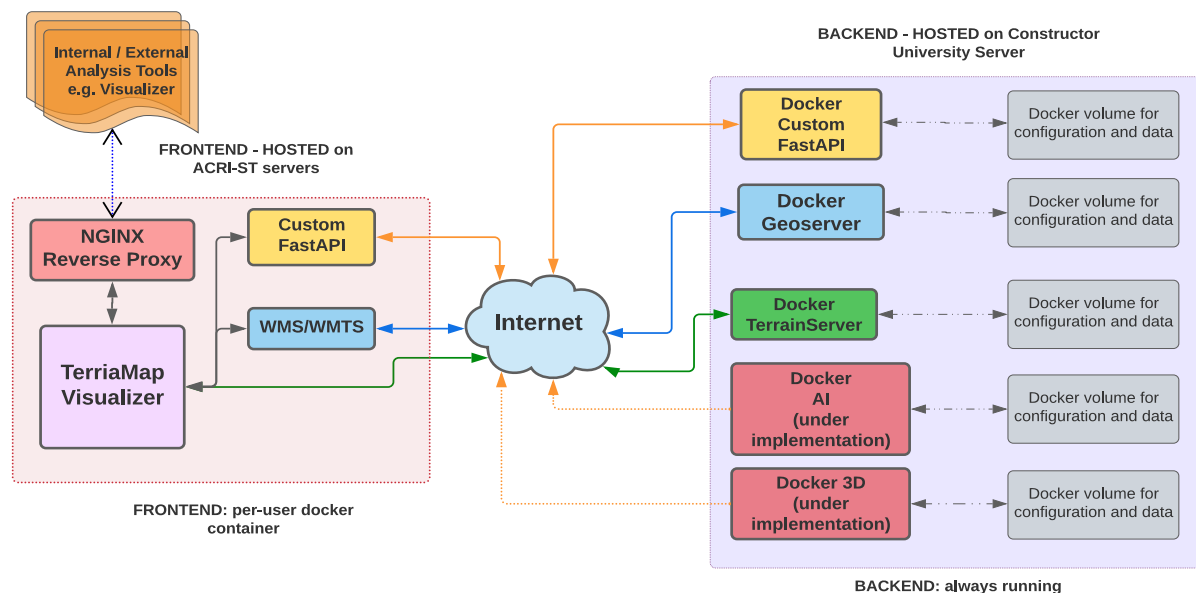 Internal / External
Analysis Tools
e.g. Visualizer
FRONTEND - HOSTED on
ACRI-ST servers
NGINX
Reverse Proxy
Custom
FastAPI
WMS/WMTS
TerriaMap
Visualizer
FRONTEND: per-user docker
container
Internet
BACKEND - HOSTED on Constructor
University Server
Docker
Custom
FastAPI
Docker volume for
configuration and data
Docker
Geoserver
Docker volume for
configuration and data
Docker
TerrainServer
Docker volume for
configuration and data
Docker
AI
(under
implementation)
Docker volume for
configuration and data
Docker 3D
(under
implementation)
Docker volume for
configuration and data
BACKEND: always running